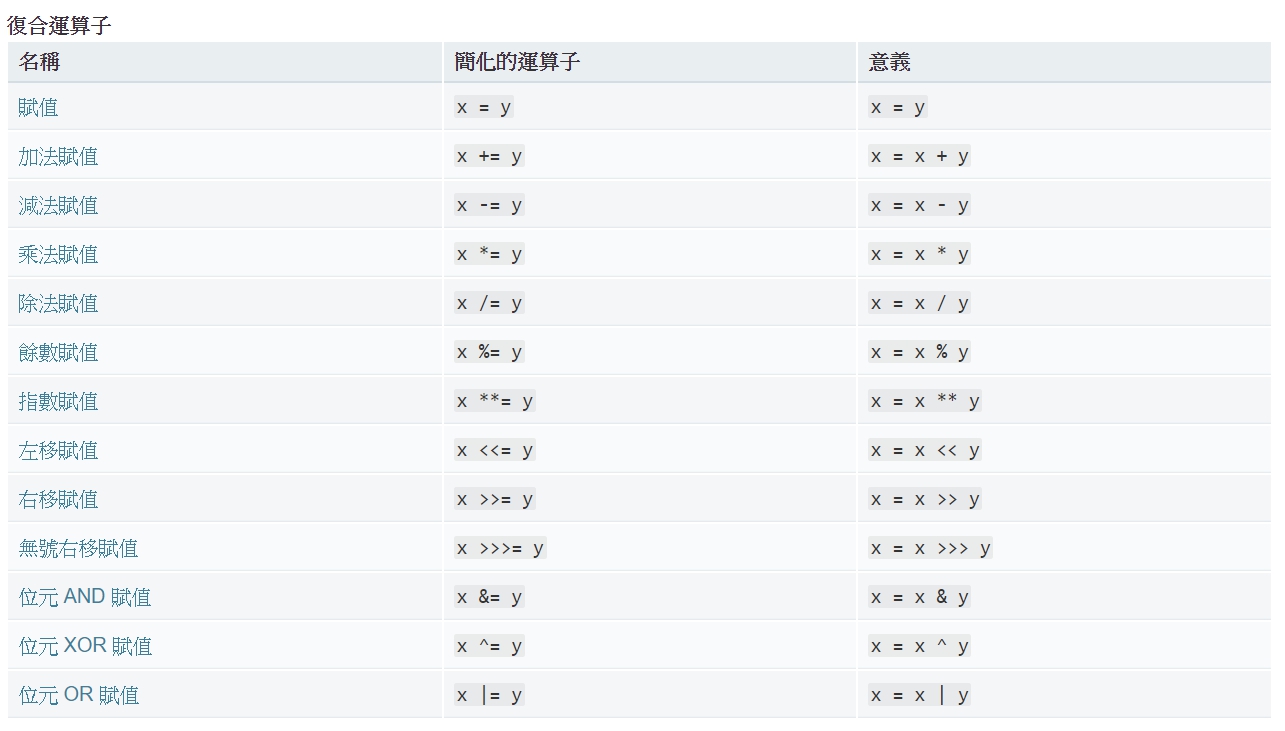 復合運算子
名稱 簡化的運算子 意義
賦值 x = y x = y
加法賦值 x += y x = x + y
減法賦值 x -= y x = x - y
乘法賦值 x *= y x = x * y
除法賦值 x /= y x = x / y
餘數賦值 x %= y x = x % y
指數賦值 x **= y x = x ** y
左移賦值 x <<= y x = x << y
右移賦值 x >>= y x = x >> y
無號右移賦值 x >>>= y x = x >>> y
位元 AND 賦值 x &= y x = x & y
位元 XOR 賦值 x ^= y x = x ^ y
位元 OR 賦值 x |= y x = x | y